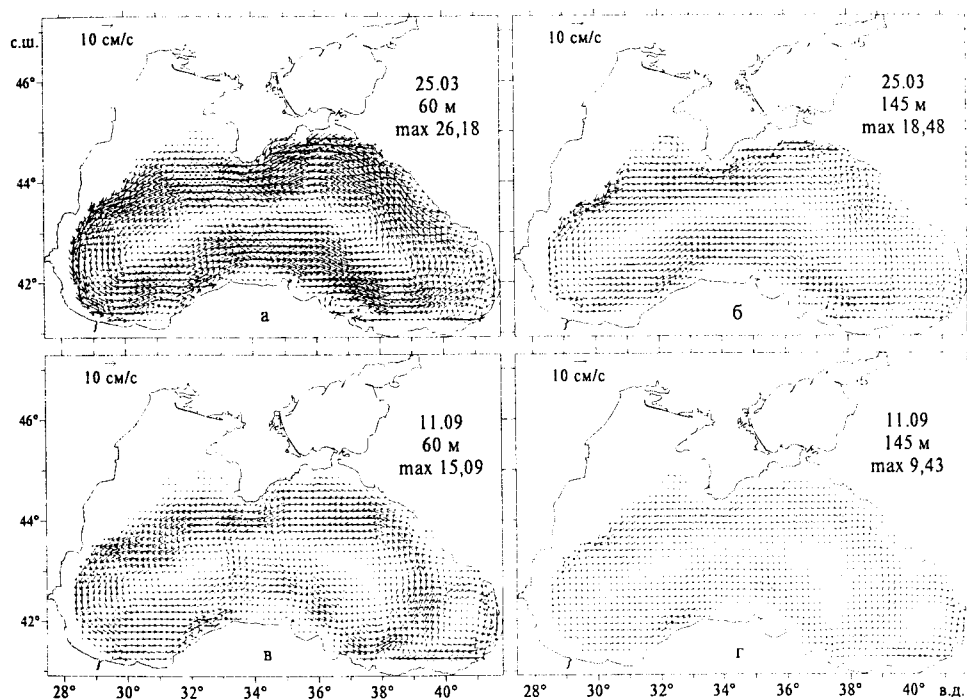 10 см/с
с.ш.
46°
44°
42°
25.03
60 м
max 26,18
а
10 см/с
25.03
145 м
max 18,48
б
10 см/с
46°
44°
42°
11.09
60 м
max 15,09
в
10 см/с
11.09
145 м
max 9,43
г
28° 30° 32° 34° 36° 38° 40°
28° 30° 32° 34° 36° 38° 40° в.д.